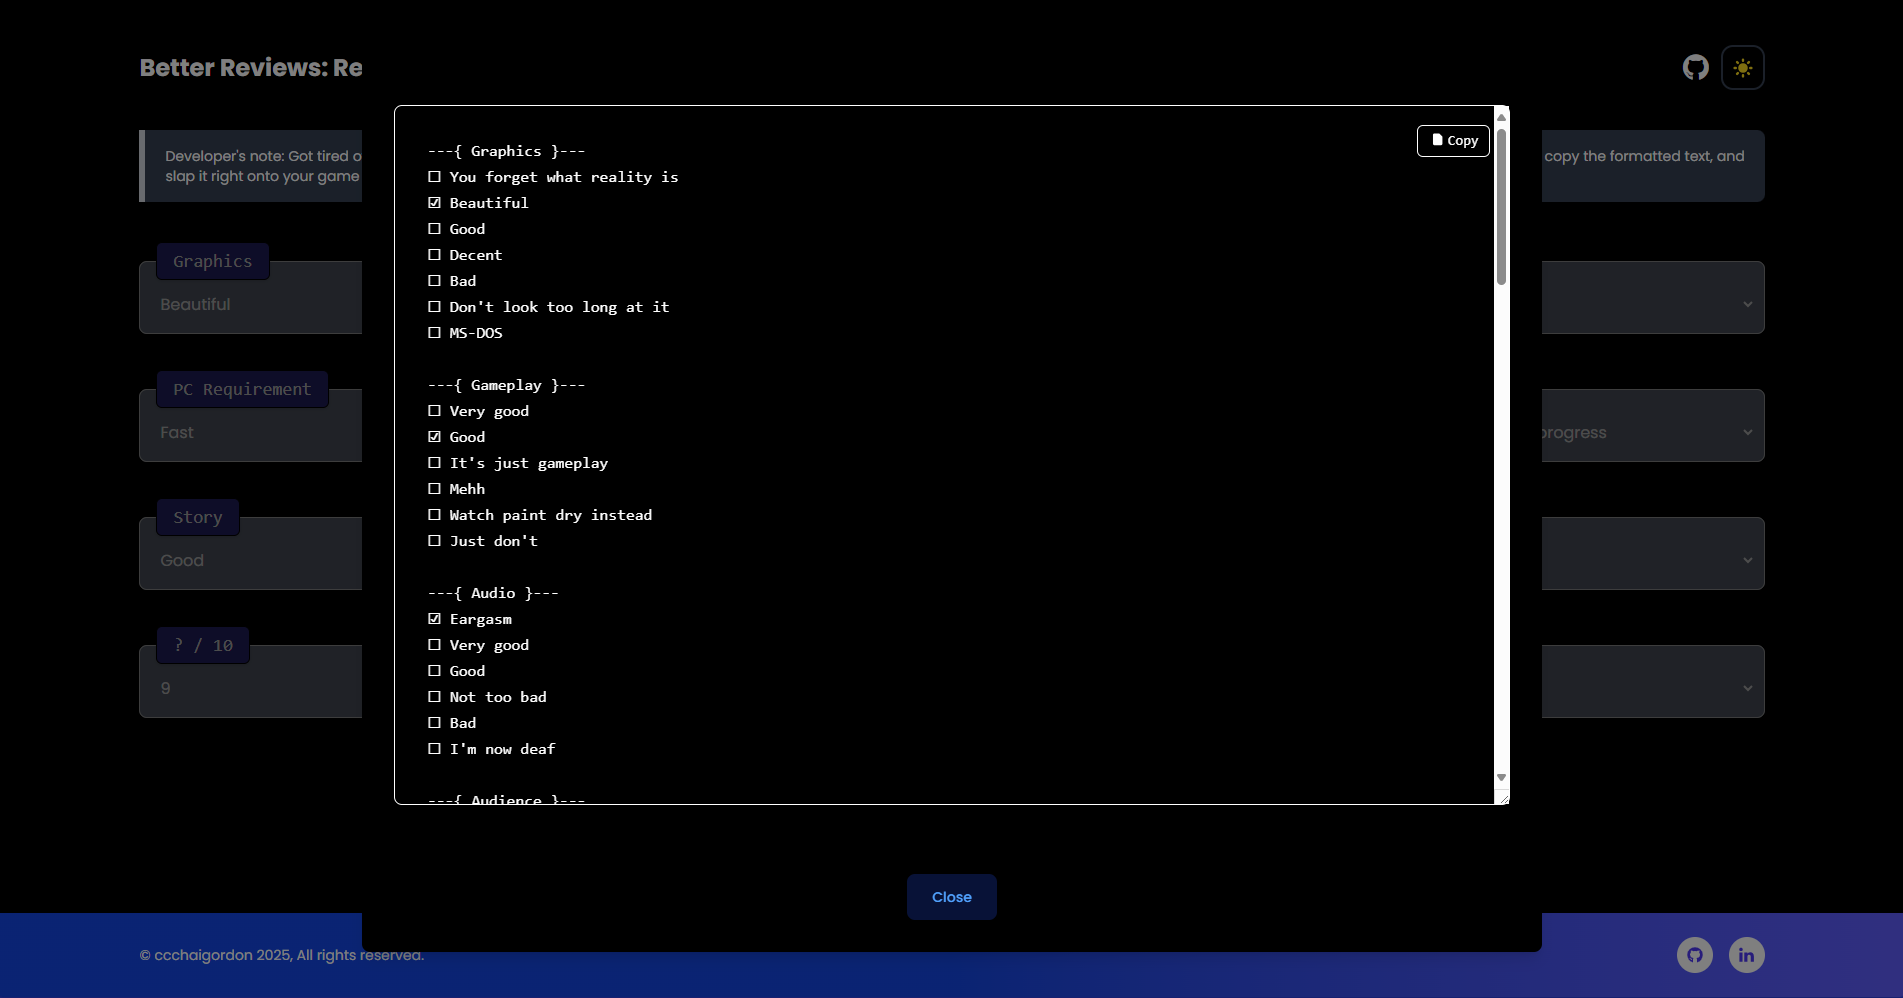 Better Reviews: Re
Developer's note: Got tired o
copy the formatted text, and
slap it right onto your game
Graphics
Beautiful
PC Requirement
Fast
progress
Story
Good
? / 10
9
Copy
---{ Graphics }---
☐ You forget what reality is
☑ Beautiful
☐ Good
☐ Decent
☐ Bad
☐ Don't look too long at it
☐ MS-DOS
---{ Gameplay }---
☐ Very good
☑ Good
☐ It's just gameplay
☐ Mehh
☐ Watch paint dry instead
☐ Just don't
---{ Audio }---
☑ Eargasm
☐ Very good
☐ Good
☐ Not too bad
☐ Bad
☐ I'm now deaf
---{ Audience }---
Close
© ccchaigordon 2025, All rights reserved.
in